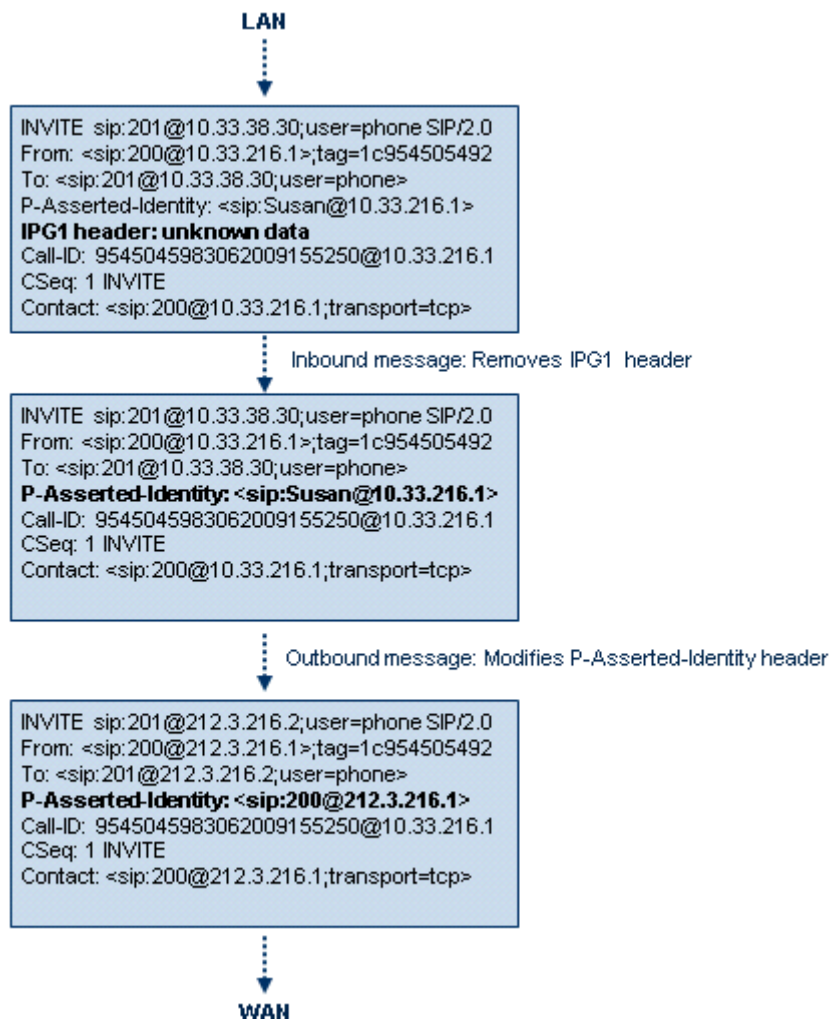 LAN
INVITE sip:201@10.33.38.30;user=phone SIP/2.0
From: <sip:200@10.33.216.1>;tag=1c954505492
To: <sip:201@10.33.38.30;user=phone>
P-Asserted-Identity: <sip:Susan@10.33.216.1>
IPG1 header: unknown data
Call-ID: 95450459830620091552​50@10.33.216.1
CSeq: 1 INVITE
Contact: <sip:200@10.33.216.1;transport=tcp>
Inbound message: Removes IPG1 header
INVITE sip:201@10.33.38.30;user=phone SIP/2.0
From: <sip:200@10.33.216.1>;tag=1c954505492
To: <sip:201@10.33.38.30;user=phone>
P-Asserted-Identity: <sip:Susan@10.33.216.1>
Call-ID: 9545045983062009155250@10.33.216.1
CSeq: 1 INVITE
Contact: <sip:200@10.33.216.1;transport=tcp>
Outbound message: Modifies P-Asserted-Identity header
INVITE sip:201@212.3.216.2;user=phone SIP/2.0
From: <sip:200@212.3.216.1>;tag=1c954505492
To: <sip:201@212.3.216.2;user=phone>
P-Asserted-Identity: <sip:200@212.3.216.1>
Call-ID: 9545045983062009155250@10.33.216.1
CSeq: 1 INVITE
Contact: <sip:200@212.3.216.1;transport=tcp>
WAN